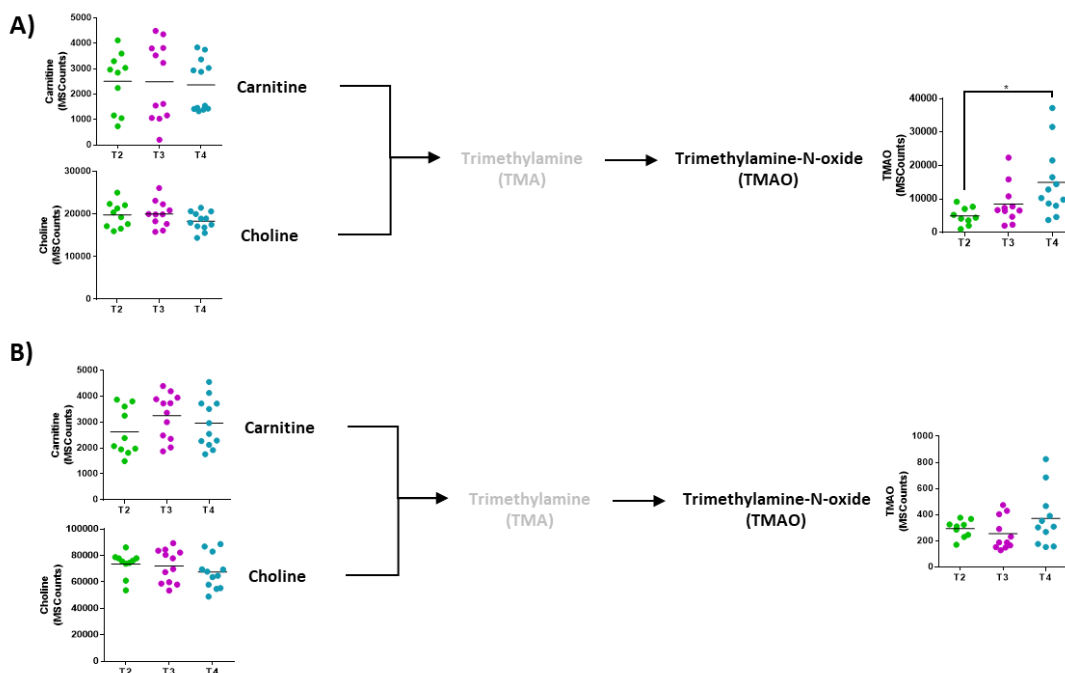 A)
5000
4000
3000
2000
1000
0
Carnitine
(MSCounts)
T2 T3 T4
Carnitine
30000
20000
10000
0
Choline
(MSCounts)
T2 T3 T4
Choline
Trimethylamine
(TMA)
Trimethylamine-N-oxide
(TMAO)
*
40000
30000
20000
10000
0
TMAO
(MSCounts)
T2 T3 T4
B)
5000
4000
3000
2000
1000
0
Carnitine
(MSCounts)
T2 T3 T4
Carnitine
100000
80000
60000
40000
20000
0
Choline
(MSCounts)
T2 T3 T4
Choline
Trimethylamine
(TMA)
Trimethylamine-N-oxide
(TMAO)
1000
800
600
400
200
0
TMAO
(MSCounts)
T2 T3 T4